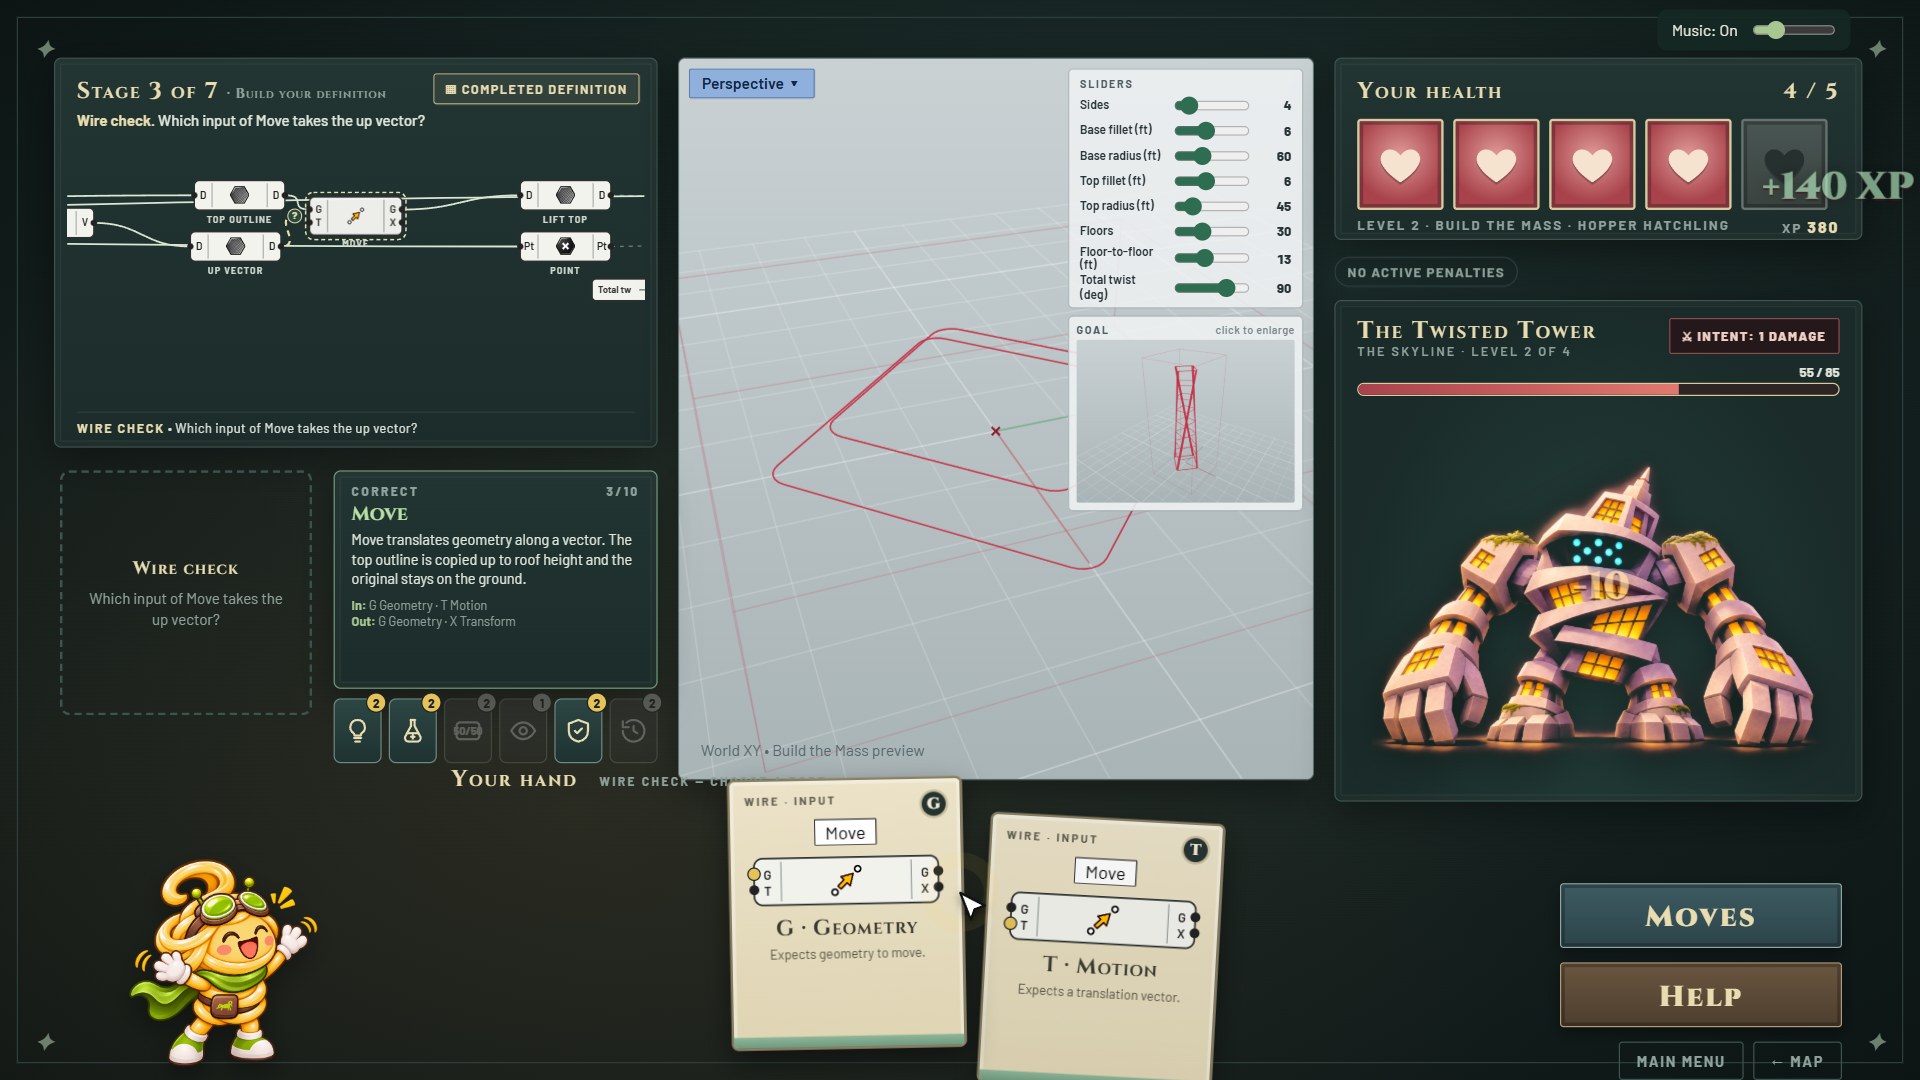 Music: On
STAGE 3 OF 7 · BUILD YOUR DEFINITION
COMPLETED DEFINITION
Wire check. Which input of Move takes the up vector?
D D
TOP OUTLINE
G G
T X
MOVE
?
D D
LIFT TOP
V
D D
UP VECTOR
Pt Pt
POINT
Total tw
WIRE CHECK • Which input of Move takes the up vector?
WIRE CHECK
Which input of Move takes the
up vector?
CORRECT 3/10
MOVE
Move translates geometry along a vector. The
top outline is copied up to roof height and the
original stays on the ground.
In: G Geometry · T Motion
Out: G Geometry · X Transform
2 2 2 1 2 2
50/50
Perspective ▾
SLIDERS
Sides 4
Base fillet (ft) 6
Base radius (ft) 60
Top fillet (ft) 6
Top radius (ft) 45
Floors 30
Floor-to-floor
(ft) 13
Total twist
(deg) 90
GOAL click to enlarge
World XY • Build the Mass preview
YOUR HEALTH 4 / 5
+140 XP
LEVEL 2 · BUILD THE MASS · HOPPER HATCHLING
XP 380
NO ACTIVE PENALTIES
THE TWISTED TOWER
THE SKYLINE · LEVEL 2 OF 4
INTENT: 1 DAMAGE
55 / 85
-10
YOUR HAND WIRE CHECK —
WIRE · INPUT G
Move
G G
T X
G · GEOMETRY
Expects geometry to move.
WIRE · INPUT T
Move
G G
T X
T · MOTION
Expects a translation vector.
MOVES
HELP
MAIN MENU
← MAP